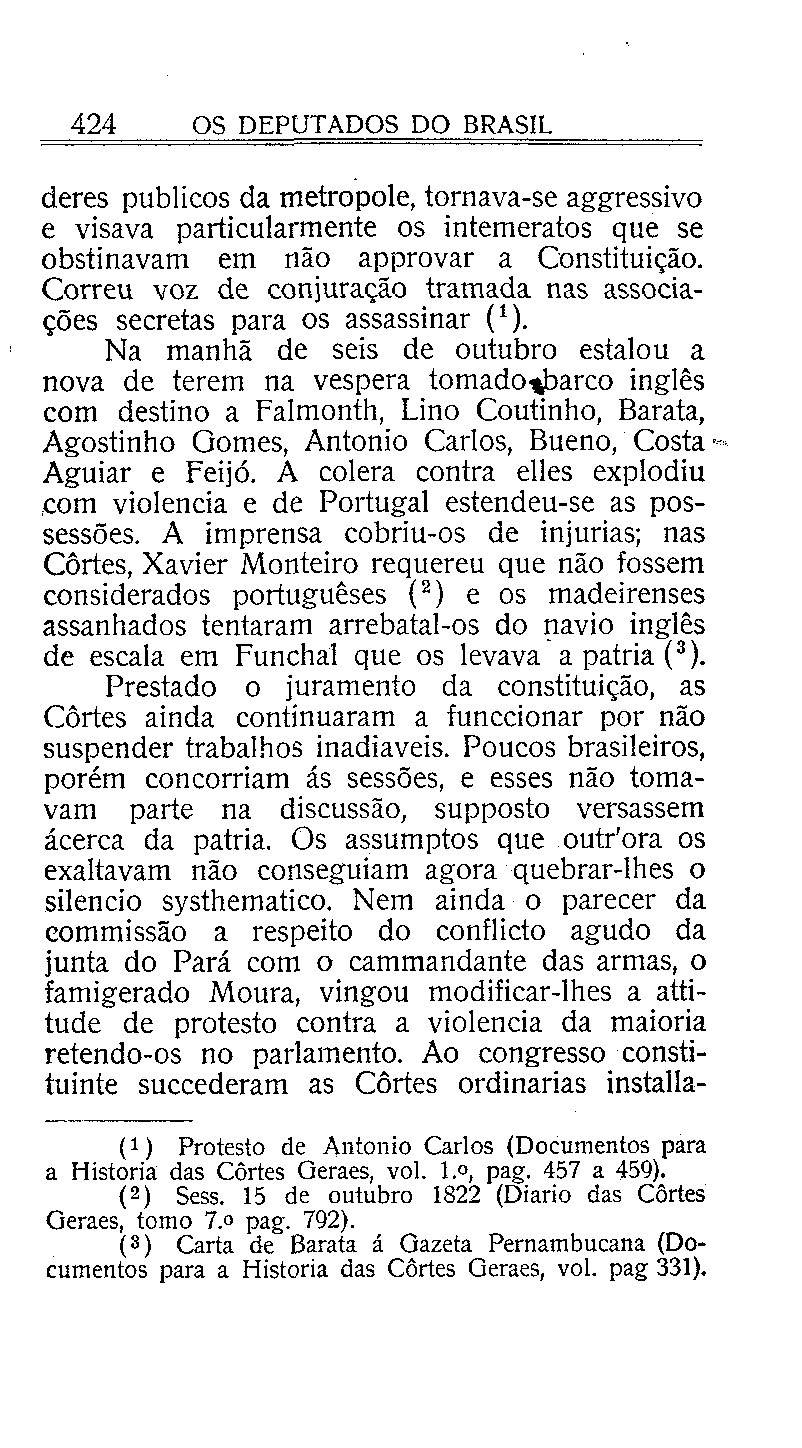 424 OS DEPUTADOS DO BRASIL
deres publicos da metropole, tornava-se aggressivo
e visava particularmente os intemeratos que se
obstinavam em não approvar a Constituição.
Correu voz de conjuração tramada nas associa-
ções secretas para os assassinar (¹).
Na manhã de seis de outubro estalou a
nova de terem na vespera tomado barco inglês
com destino a Falmonth, Lino Coutinho, Barata,
Agostinho Gomes, Antonio Carlos, Bueno, Costa
Aguiar e Feijó. A colera contra elles explodiu
com violencia e de Portugal estendeu-se as pos-
sessões. A imprensa cobriu-os de injurias; nas
Côrtes, Xavier Monteiro requereu que não fossem
considerados portuguêses (²) e os madeirenses
assanhados tentaram arrebatal-os do navio inglês
de escala em Funchal que os levava a patria (³).
Prestado o juramento da constituição, as
Côrtes ainda continuaram a funccionar por não
suspender trabalhos inadiaveis. Poucos brasileiros,
porém concorriam ás sessões, e esses não toma-
vam parte na discussão, supposto versassem
ácerca da patria. Os assumptos que outr'ora os
exaltavam não conseguiam agora quebrar-lhes o
silencio systhematico. Nem ainda o parecer da
commissão a respeito do conflicto agudo da
junta do Pará com o cammandante das armas, o
famigerado Moura, vingou modificar-lhes a atti-
tude de protesto contra a violencia da maioria
retendo-os no parlamento. Ao congresso consti-
tuinte succederam as Côrtes ordinarias installa-
(¹) Protesto de Antonio Carlos (Documentos para
a Historia das Côrtes Geraes, vol. 1.º, pag. 457 a 459).
(²) Sess. 15 de outubro 1822 (Diario das Côrtes
Geraes, tomo 7.º pag. 792).
(³) Carta de Barata á Gazeta Pernambucana (Do-
cumentos para a Historia das Côrtes Geraes, vol. pag 331).